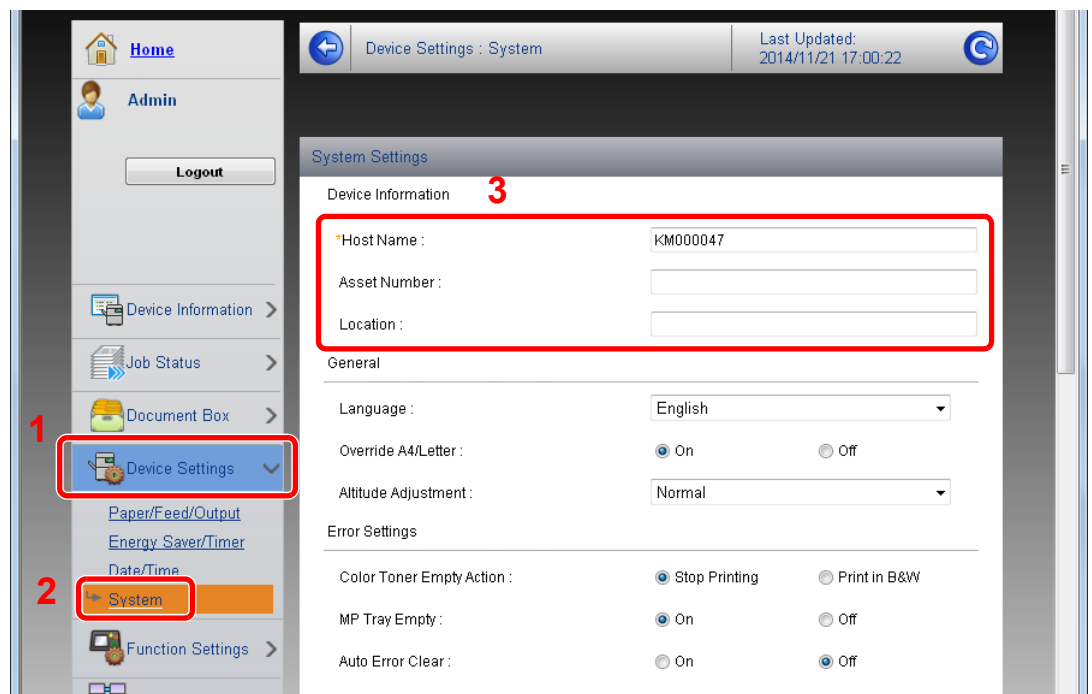 Home
Admin
Logout
Device Information
Job Status
Document Box
1
Device Settings
Paper/Feed/Output
Energy Saver/Timer
Date/Time
2
System
Function Settings
Device Settings : System
Last Updated:
2014/11/21 17:00:22
System Settings
Device Information 3
*Host Name : KM000047
Asset Number :
Location :
General
Language : English
Override A4/Letter : On Off
Altitude Adjustment : Normal
Error Settings
Color Toner Empty Action : Stop Printing Print in B&W
MP Tray Empty : On Off
Auto Error Clear : On Off